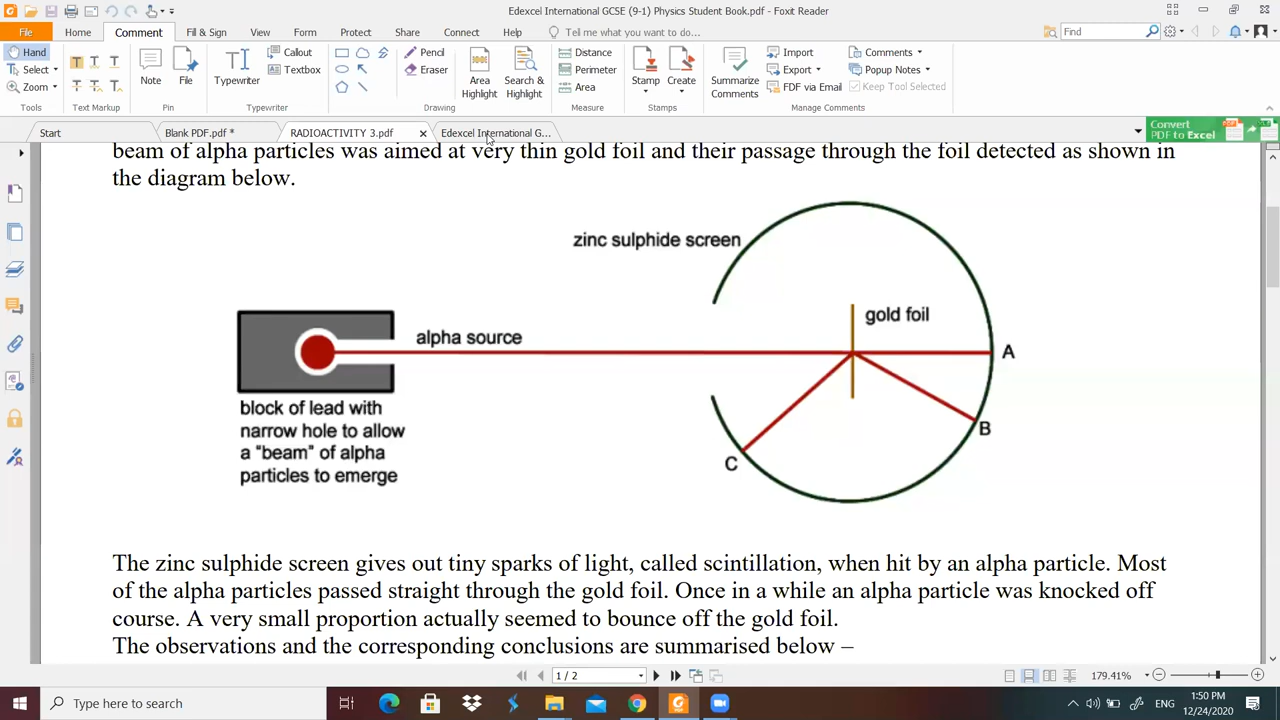 Edexcel International GCSE (9-1) Physics Student Book.pdf - Foxit Reader
File Home Comment Fill & Sign View Form Protect Share Connect Help Tell me what you want to do... Find
Hand Select Zoom Tools
Text Markup
Note File Pin
Typewriter Callout Textbox Typewriter
Pencil Eraser Drawing
Area Highlight Search & Highlight
Distance Perimeter Area Measure
Stamp Create Stamps
Summarize Comments Import Export FDF via Email Comments Popup Notes Keep Tool Selected Manage Comments
Start Blank PDF.pdf * RADIOACTIVITY 3.pdf Edexcel International G...
Convert PDF to Excel
beam of alpha particles was aimed at very thin gold foil and their passage through the foil detected as shown in
the diagram below.
zinc sulphide screen
gold foil
alpha source
A
B
C
block of lead with
narrow hole to allow
a "beam" of alpha
particles to emerge
The zinc sulphide screen gives out tiny sparks of light, called scintillation, when hit by an alpha particle. Most
of the alpha particles passed straight through the gold foil. Once in a while an alpha particle was knocked off
course. A very small proportion actually seemed to bounce off the gold foil.
The observations and the corresponding conclusions are summarised below –
1 / 2
179.41%
Type here to search
ENG
1:50 PM
12/24/2020